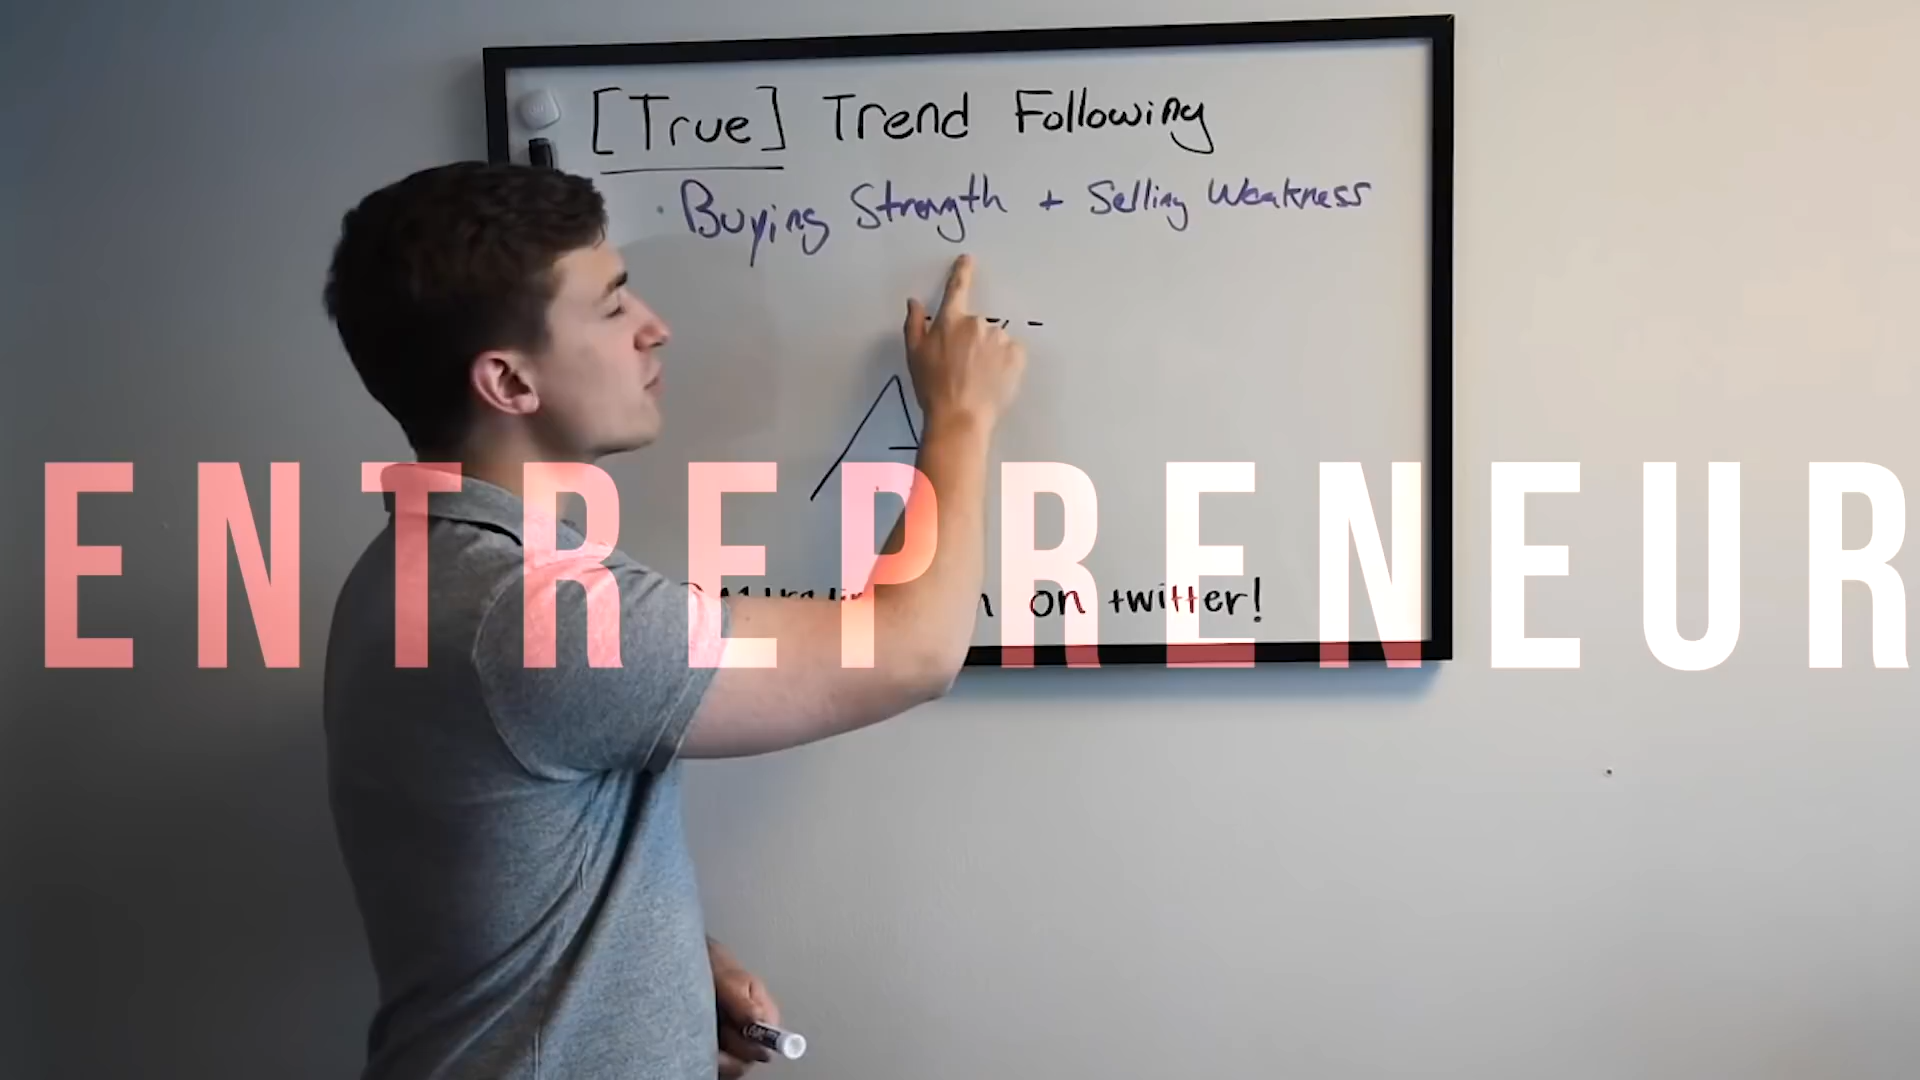 [True] Trend Following
· Buying Strength + Selling Weakness
ENTREPRENEUR
on twitter!